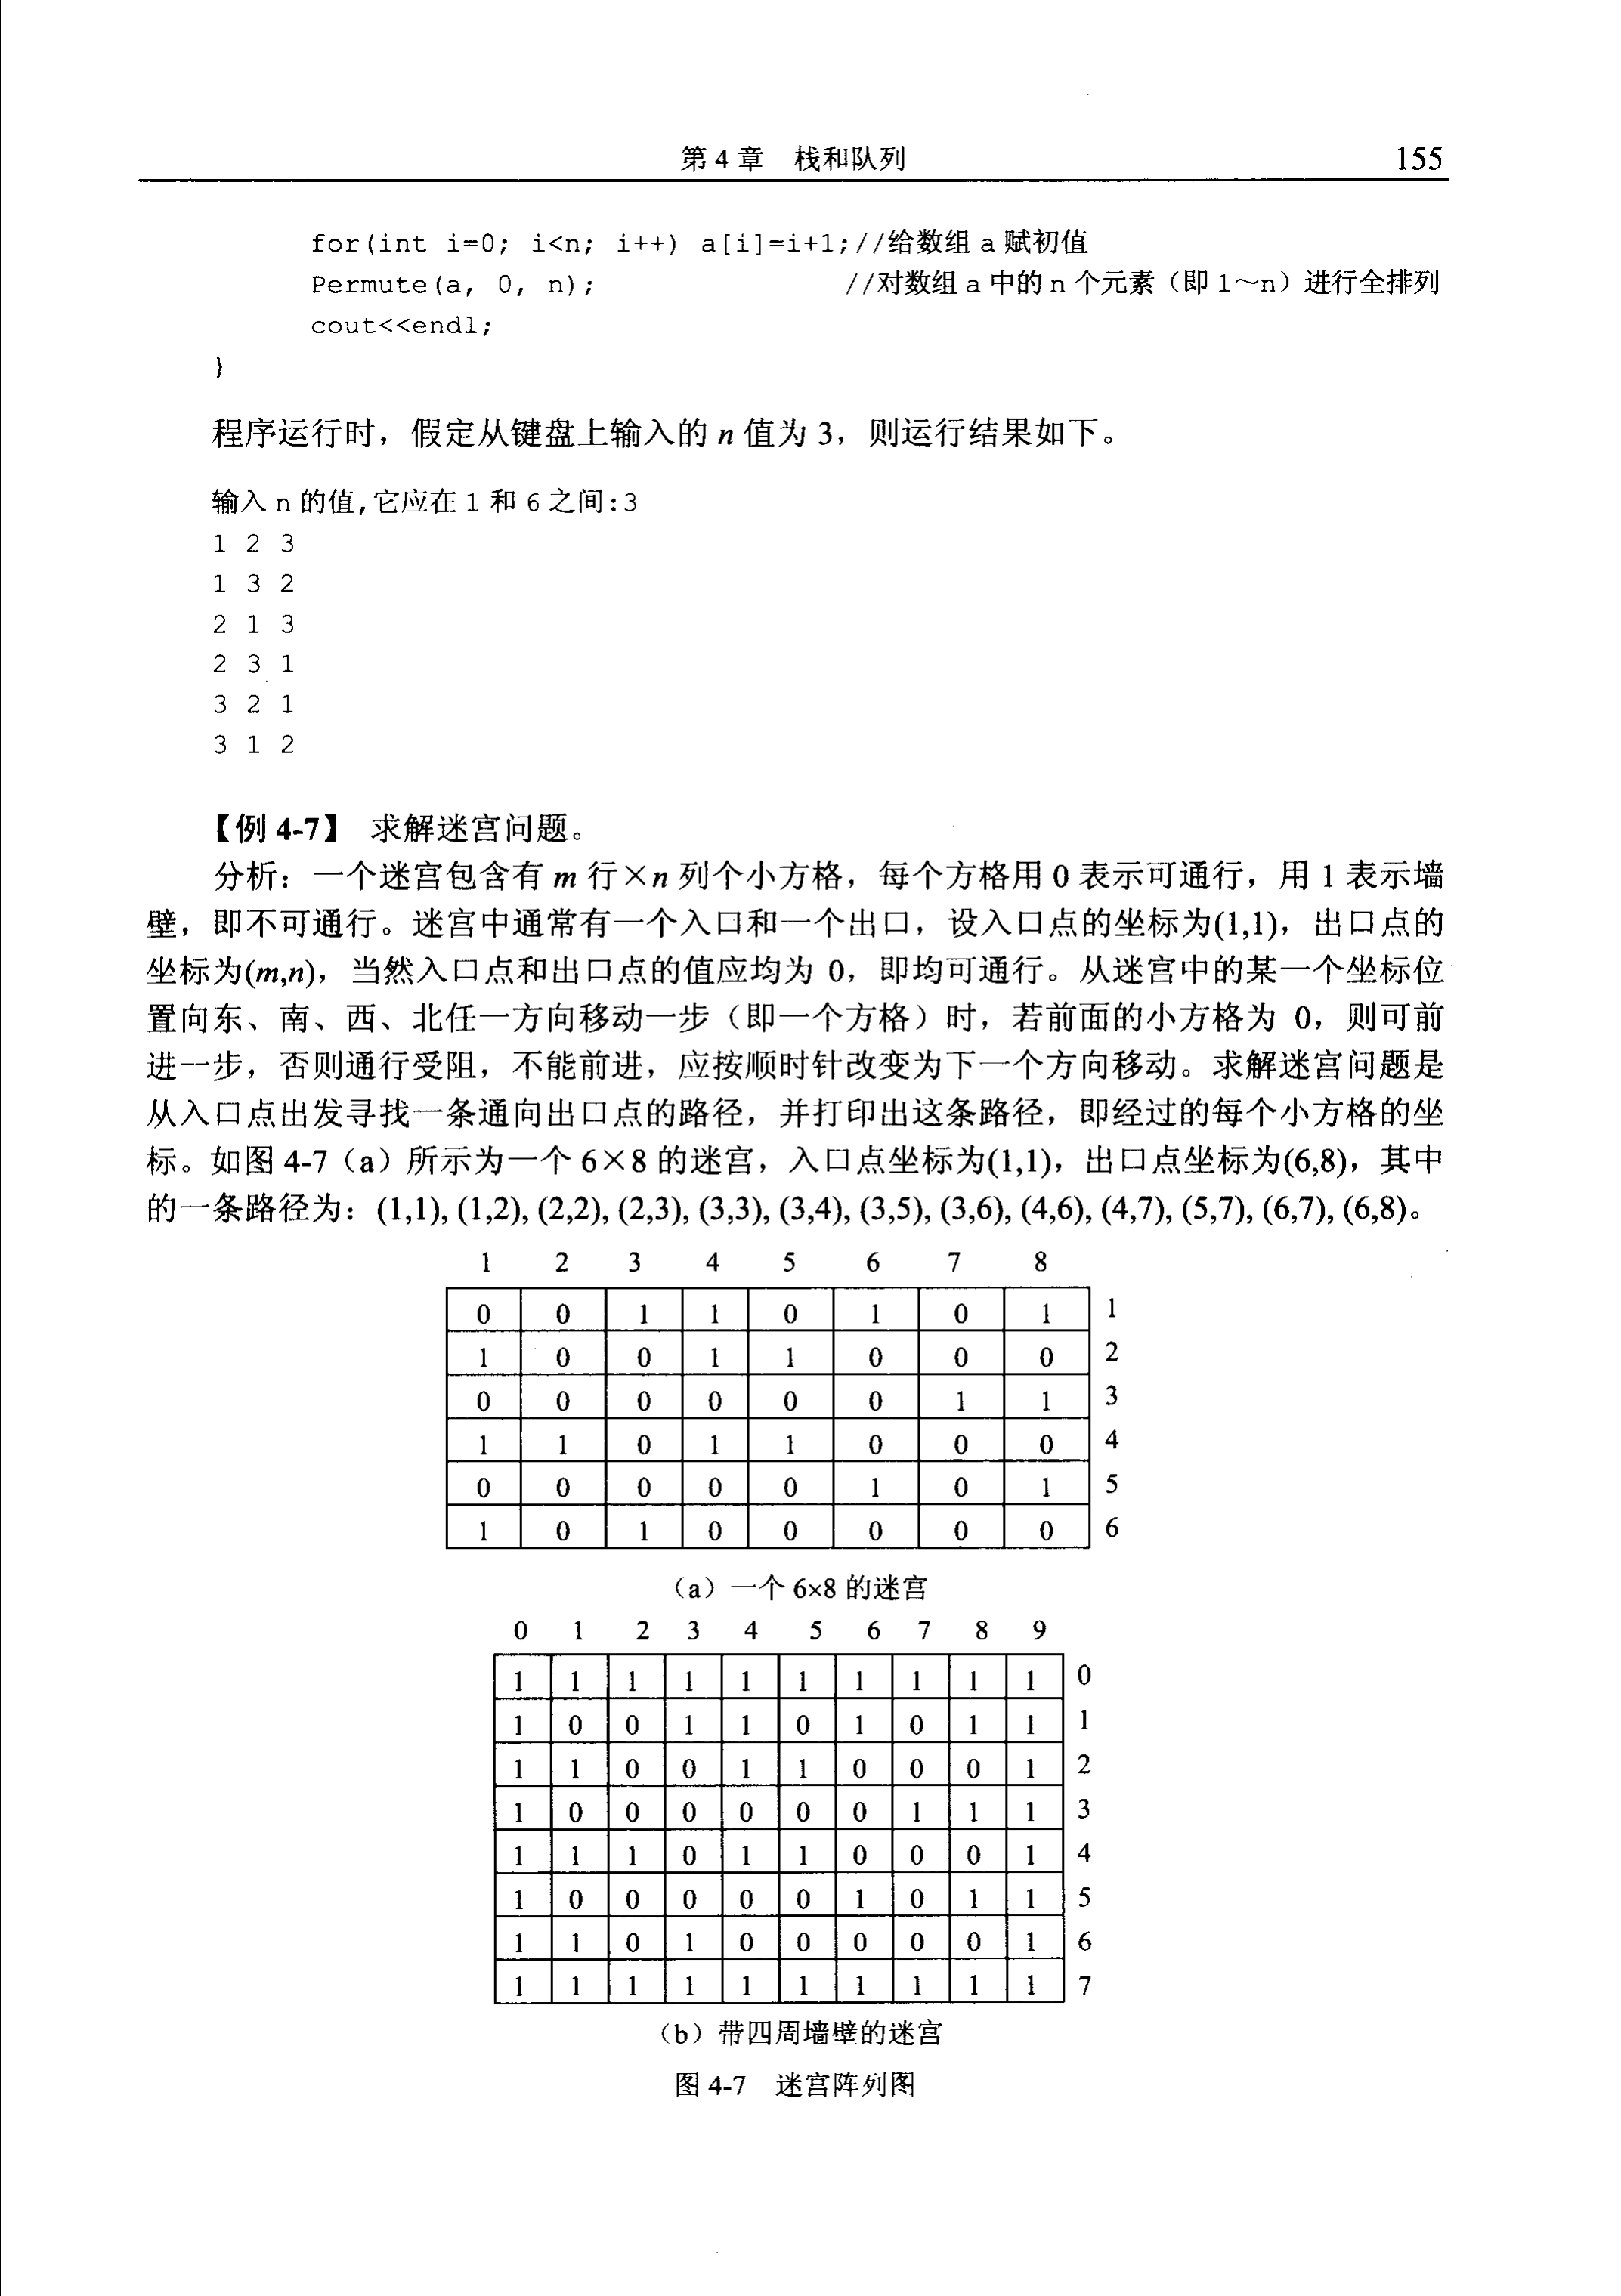 第 4 章　栈和队列　155
for(int i=0; i<n; i++) a[i]=i+1;//给数组 a 赋初值
Permute(a, 0, n);　//对数组 a 中的 n 个元素（即 1～n）进行全排列
cout<<endl;
}
程序运行时，假定从键盘上输入的 n 值为 3，则运行结果如下。
输入 n 的值,它应在 1 和 6 之间:3
1 2 3
1 3 2
2 1 3
2 3 1
3 2 1
3 1 2
【例 4-7】 求解迷宫问题。
分析：一个迷宫包含有 m 行×n 列个小方格，每个方格用 0 表示可通行，用 1 表示墙
壁，即不可通行。迷宫中通常有一个入口和一个出口，设入口点的坐标为(1,1)，出口点的
坐标为(m,n)，当然入口点和出口点的值应均为 0，即均可通行。从迷宫中的某一个坐标位
置向东、南、西、北任一方向移动一步（即一个方格）时，若前面的小方格为 0，则可前
进一步，否则通行受阻，不能前进，应按顺时针改变为下一个方向移动。求解迷宫问题是
从入口点出发寻找一条通向出口点的路径，并打印出这条路径，即经过的每个小方格的坐
标。如图 4-7（a）所示为一个 6×8 的迷宫，入口点坐标为(1,1)，出口点坐标为(6,8)，其中
的一条路径为：(1,1), (1,2), (2,2), (2,3), (3,3), (3,4), (3,5), (3,6), (4,6), (4,7), (5,7), (6,7), (6,8)。
1 2 3 4 5 6 7 8
0 0 1 1 0 1 0 1 1
1 0 0 1 1 0 0 0 2
0 0 0 0 0 0 1 1 3
1 1 0 1 1 0 0 0 4
0 0 0 0 0 1 0 1 5
1 0 1 0 0 0 0 0 6
（a）一个 6×8 的迷宫
0 1 2 3 4 5 6 7 8 9
1 1 1 1 1 1 1 1 1 1 0
1 0 0 1 1 0 1 0 1 1 1
1 1 0 0 1 1 0 0 0 1 2
1 0 0 0 0 0 0 1 1 1 3
1 1 1 0 1 1 0 0 0 1 4
1 0 0 0 0 0 1 0 1 1 5
1 1 0 1 0 0 0 0 0 1 6
1 1 1 1 1 1 1 1 1 1 7
（b）带四周墙壁的迷宫
图 4-7　迷宫阵列图